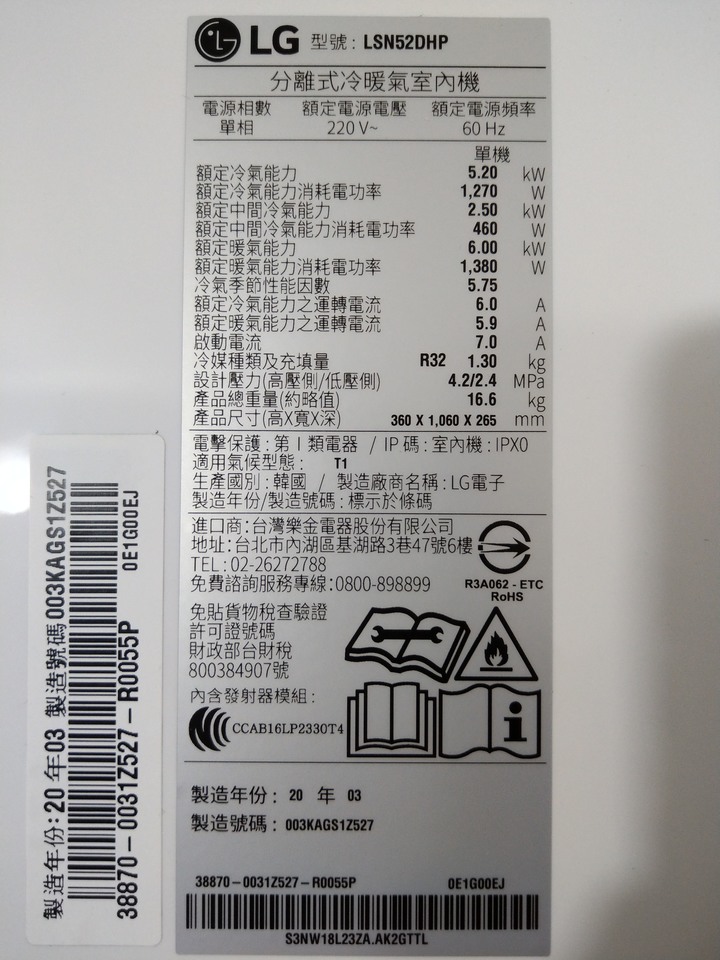 LG 型號：LSN52DHP
分離式冷暖氣室內機
電源相數 額定電源電壓 額定電源頻率
單相 220 V~ 60 Hz
單機
額定冷氣能力 5.20 kW
額定冷氣能力消耗電功率 1,270 W
額定中間冷氣能力 2.50 kW
額定中間冷氣能力消耗電功率 460 W
額定暖氣能力 6.00 kW
額定暖氣能力消耗電功率 1,380 W
冷氣季節性能因數 5.75
額定冷氣能力之運轉電流 6.0 A
額定暖氣能力之運轉電流 5.9 A
啟動電流 7.0 A
冷媒種類及充填量 R32 1.30 kg
設計壓力(高壓側/低壓側) 4.2/2.4 MPa
產品總重量(約略值) 16.6 kg
產品尺寸(高X寬X深) 360 X 1,060 X 265 mm
電擊保護：第 I 類電器 / IP 碼：室內機：IPX0
適用氣候型態： T1
生產國別：韓國 / 製造廠商名稱：LG電子
製造年份/製造號碼：標示於條碼
進口商：台灣樂金電器股份有限公司
地址：台北市內湖區基湖路3巷47號6樓
TEL：02-26272788
免費諮詢服務專線：0800-898899
R3A062 - ETC
RoHS
免貼貨物稅查驗證
許可證號碼
財政部台財稅
800384907號
內含發射器模組：
CCAB16LP2330T4
製造年份： 20 年 03
製造號碼： 003KAGS1Z527
38870-0031Z527-R0055P 0E1G00EJ
S3NW18L23ZA.AK2GTTL
製造年份：20 年03 製造號碼 003KAGS1Z527
38870-0031Z527-R0055P 0E1G00EJ